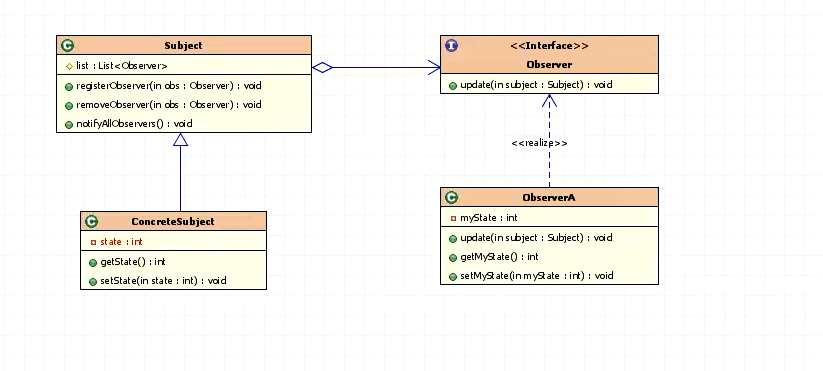 C Subject
list : List<Observer>
registerObserver(in obs : Observer) : void
removeObserver(in obs : Observer) : void
notifyAllObservers() : void
I <<Interface>>
Observer
update(in subject : Subject) : void
<<realize>>
C ConcreteSubject
state : int
getState() : int
setState(in state : int) : void
C ObserverA
myState : int
update(in subject : Subject) : void
getMyState() : int
setMyState(in myState : int) : void